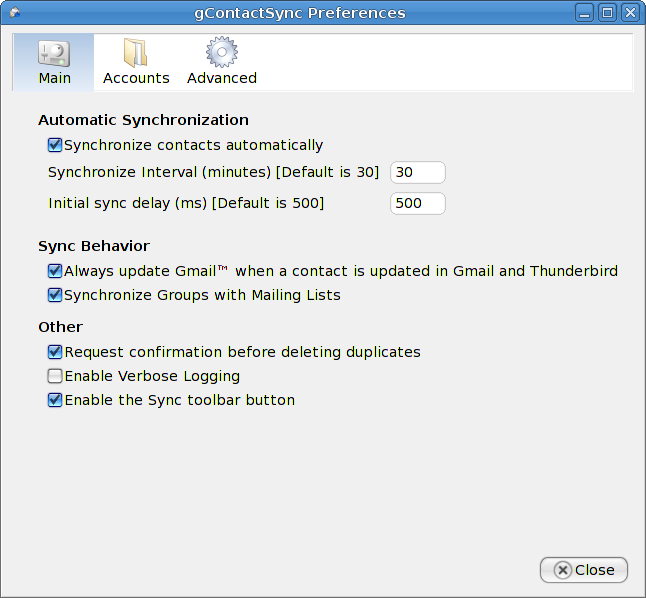 gContactSync Preferences
Main Accounts Advanced
Automatic Synchronization
Synchronize contacts automatically
Synchronize Interval (minutes) [Default is 30] 30
Initial sync delay (ms) [Default is 500] 500
Sync Behavior
Always update Gmail™ when a contact is updated in Gmail and Thunderbird
Synchronize Groups with Mailing Lists
Other
Request confirmation before deleting duplicates
Enable Verbose Logging
Enable the Sync toolbar button
Close